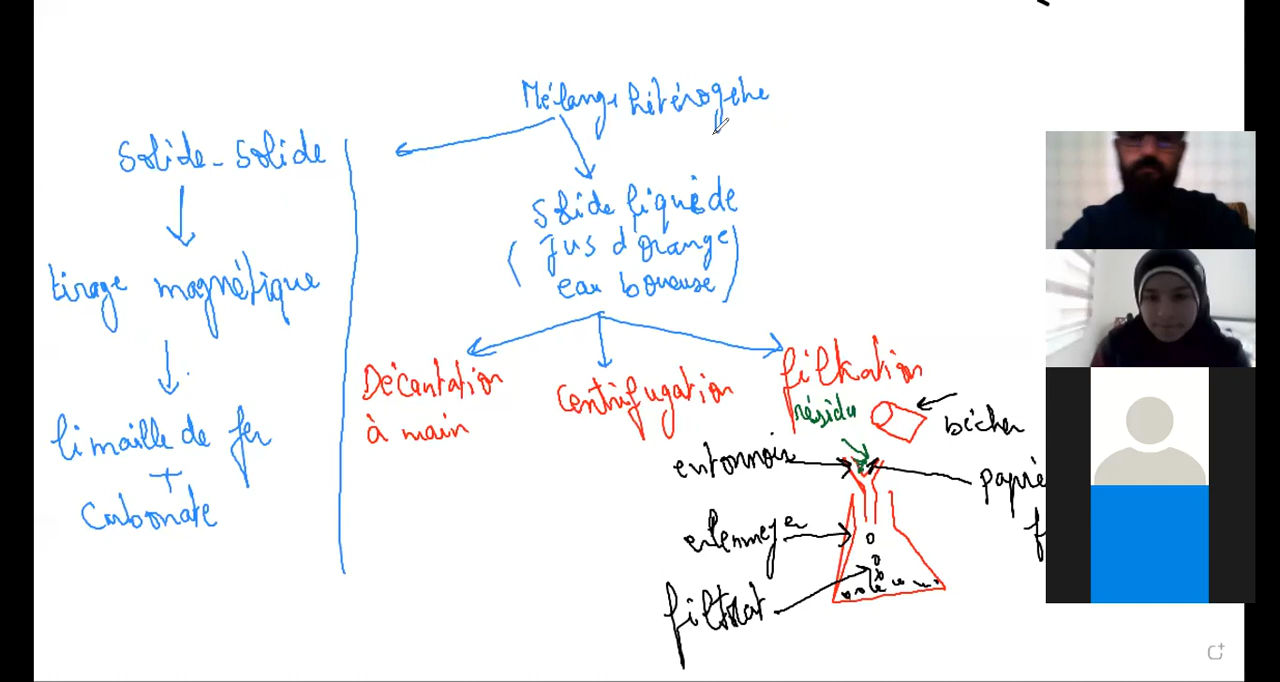 Mélange hétérogène
Solide - Solide
tirage magnétique
limaille de fer
+
Carbonate
Solide liquide
(Jus d'orange
eau boueuse)
Décantation
à main
Centrifugation
filtration
résidu
bécher
entonnoir
papie
erlenmeyer
f
filtrat